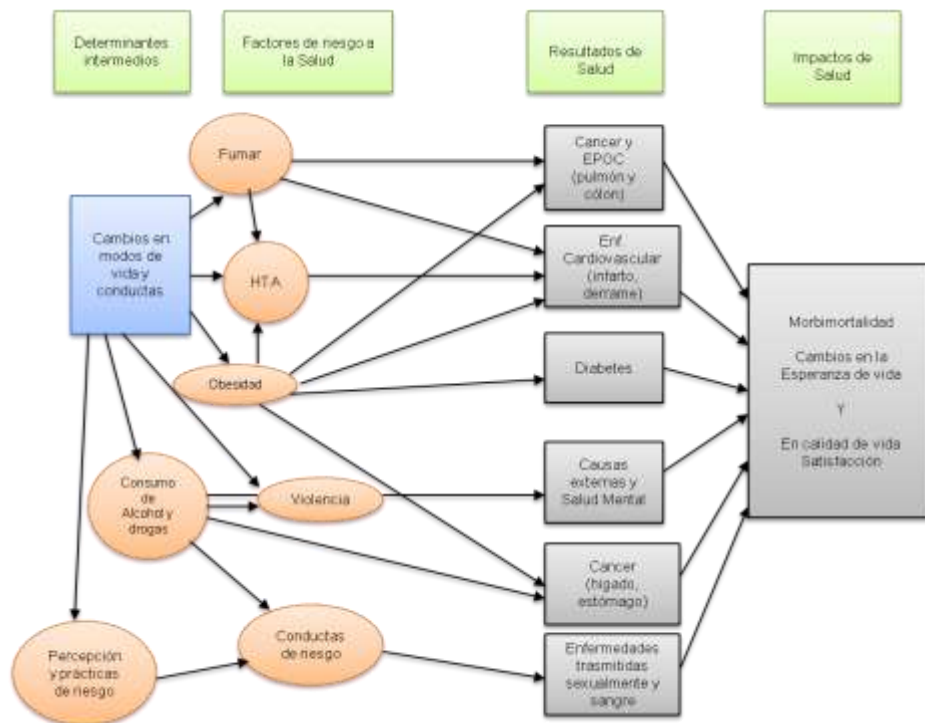 Determinantes
intermedios
Factores de riesgo a
la Salud
Resultados de
Salud
Impactos de
Salud
Fumar
Cancer y
EPOC
(pulmón y
cólon)
Cambios en
modos de
vida y
conductas
HTA
Enf.
Cardiovascular
(infarto,
derrame)
Morbimortalidad
Cambios en la
Esperanza de vida
Y
En calidad de vida
Satisfacción
Obesidad
Diabetes
Consumo
de
Alcohol y
drogas
Violencia
Causas
externas y
Salud Mental
Cancer
(higado,
estómago)
Percepción
y prácticas
de riesgo
Conductas
de riesgo
Enfermedades
trasmitidas
sexualmente y
sangre